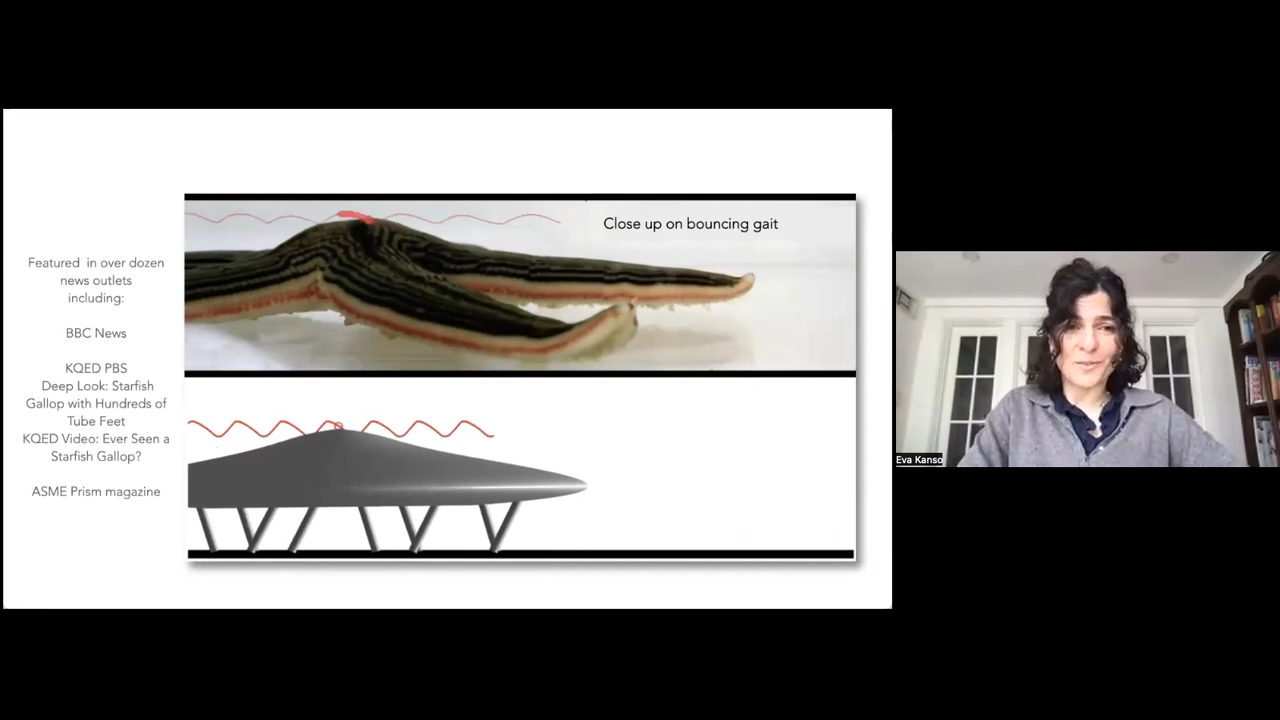 Featured in over dozen
news outlets
including:
BBC News
KQED PBS
Deep Look: Starfish
Gallop with Hundreds of
Tube Feet
KQED Video: Ever Seen a
Starfish Gallop?
ASME Prism magazine
Close up on bouncing gait
Eva Kanso